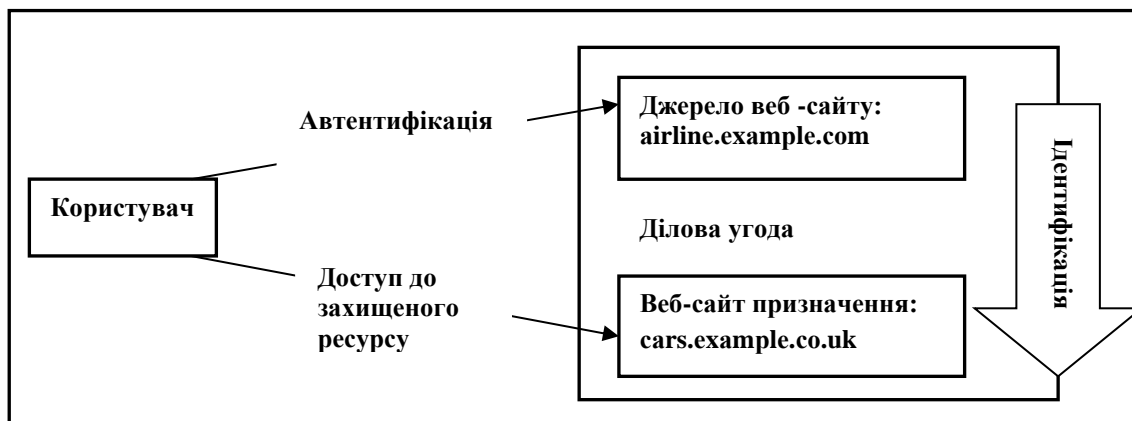 Автентифікація
Джерело веб -сайту:
airline.example.com
Користувач
Ділова угода
Ідентифікація
Доступ до
захищеного
ресурсу
Веб-сайт призначення:
cars.example.co.uk